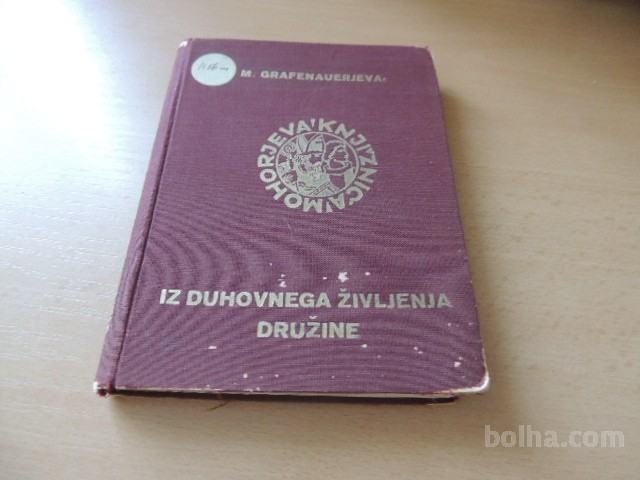 M. GRAFENAUERJEVA:
MOHORJEVA KNJIŽNICA
IZ DUHOVNEGA ŽIVLJENJA
DRUŽINE
bolha.com